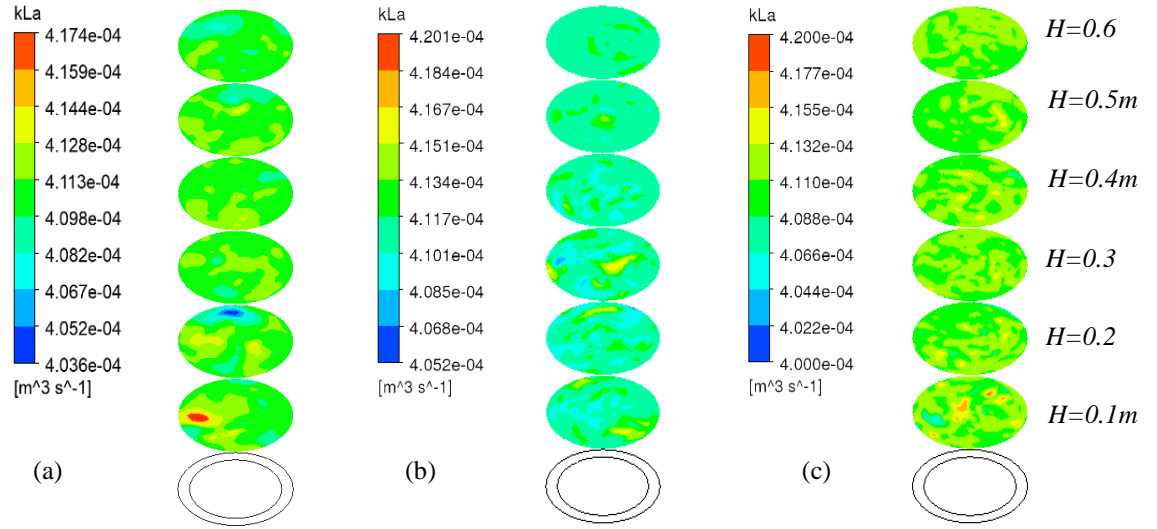 kLa
4.174e-04
4.159e-04
4.144e-04
4.128e-04
4.113e-04
4.098e-04
4.082e-04
4.067e-04
4.052e-04
4.036e-04
[m^3 s^-1]
(a)
kLa
4.201e-04
4.184e-04
4.167e-04
4.151e-04
4.134e-04
4.117e-04
4.101e-04
4.085e-04
4.068e-04
4.052e-04
[m^3 s^-1]
(b)
kLa
4.200e-04
4.177e-04
4.155e-04
4.132e-04
4.110e-04
4.088e-04
4.066e-04
4.044e-04
4.022e-04
4.000e-04
[m^3 s^-1]
(c)
H=0.6
H=0.5m
H=0.4m
H=0.3
H=0.2
H=0.1m